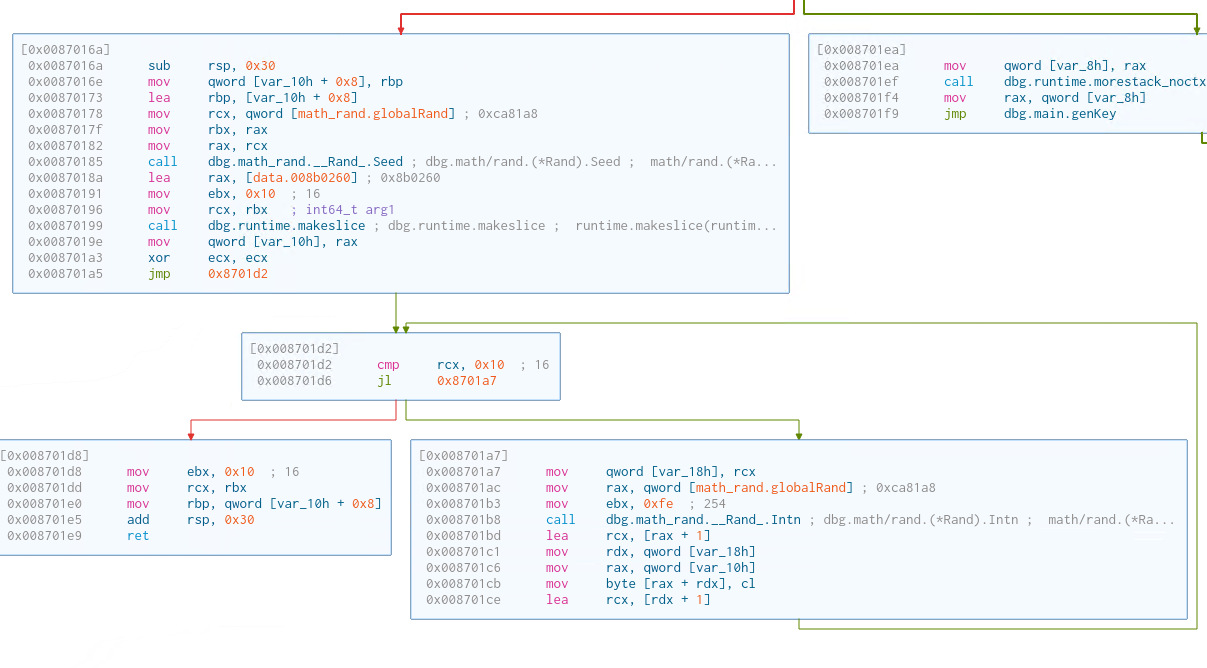 [0x0087016a]
0x0087016a sub rsp, 0x30
0x0087016e mov qword [var_10h + 0x8], rbp
0x00870173 lea rbp, [var_10h + 0x8]
0x00870178 mov rcx, qword [math_rand.globalRand] ; 0xca81a8
0x0087017f mov rbx, rax
0x00870182 mov rax, rcx
0x00870185 call dbg.math_rand.__Rand_.Seed ; dbg.math/rand.(*Rand).Seed ; math/rand.(*Ra...
0x0087018a lea rax, [data.008b0260] ; 0x8b0260
0x00870191 mov ebx, 0x10 ; 16
0x00870196 mov rcx, rbx ; int64_t arg1
0x00870199 call dbg.runtime.makeslice ; dbg.runtime.makeslice ; runtime.makeslice(runtim...
0x0087019e mov qword [var_10h], rax
0x008701a3 xor ecx, ecx
0x008701a5 jmp 0x8701d2
[0x008701ea]
0x008701ea mov qword [var_8h], rax
0x008701ef call dbg.runtime.morestack_noctx
0x008701f4 mov rax, qword [var_8h]
0x008701f9 jmp dbg.main.genKey
[0x008701d2]
0x008701d2 cmp rcx, 0x10 ; 16
0x008701d6 jl 0x8701a7
[0x008701d8]
0x008701d8 mov ebx, 0x10 ; 16
0x008701dd mov rcx, rbx
0x008701e0 mov rbp, qword [var_10h + 0x8]
0x008701e5 add rsp, 0x30
0x008701e9 ret
[0x008701a7]
0x008701a7 mov qword [var_18h], rcx
0x008701ac mov rax, qword [math_rand.globalRand] ; 0xca81a8
0x008701b3 mov ebx, 0xfe ; 254
0x008701b8 call dbg.math_rand.__Rand_.Intn ; dbg.math/rand.(*Rand).Intn ; math/rand.(*Ra...
0x008701bd lea rcx, [rax + 1]
0x008701c1 mov rdx, qword [var_18h]
0x008701c6 mov rax, qword [var_10h]
0x008701cb mov byte [rax + rdx], cl
0x008701ce lea rcx, [rdx + 1]